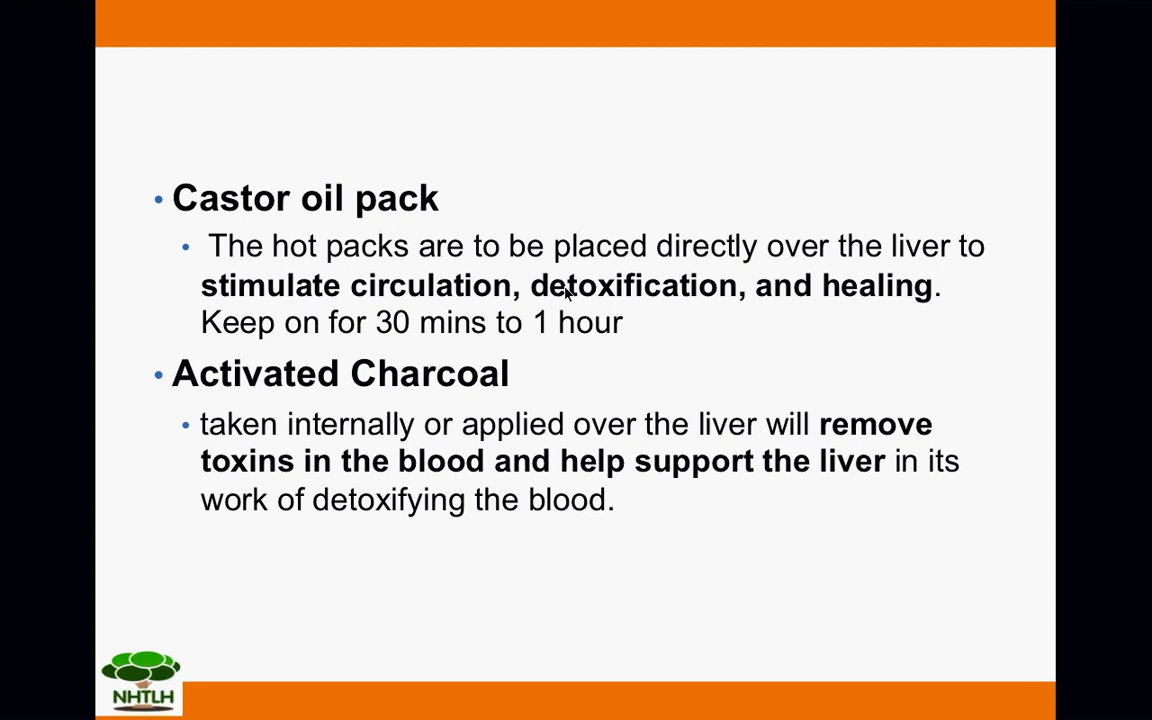 • Castor oil pack
• The hot packs are to be placed directly over the liver to
stimulate circulation, detoxification, and healing.
Keep on for 30 mins to 1 hour
• Activated Charcoal
• taken internally or applied over the liver will remove
toxins in the blood and help support the liver in its
work of detoxifying the blood.
NHTLH